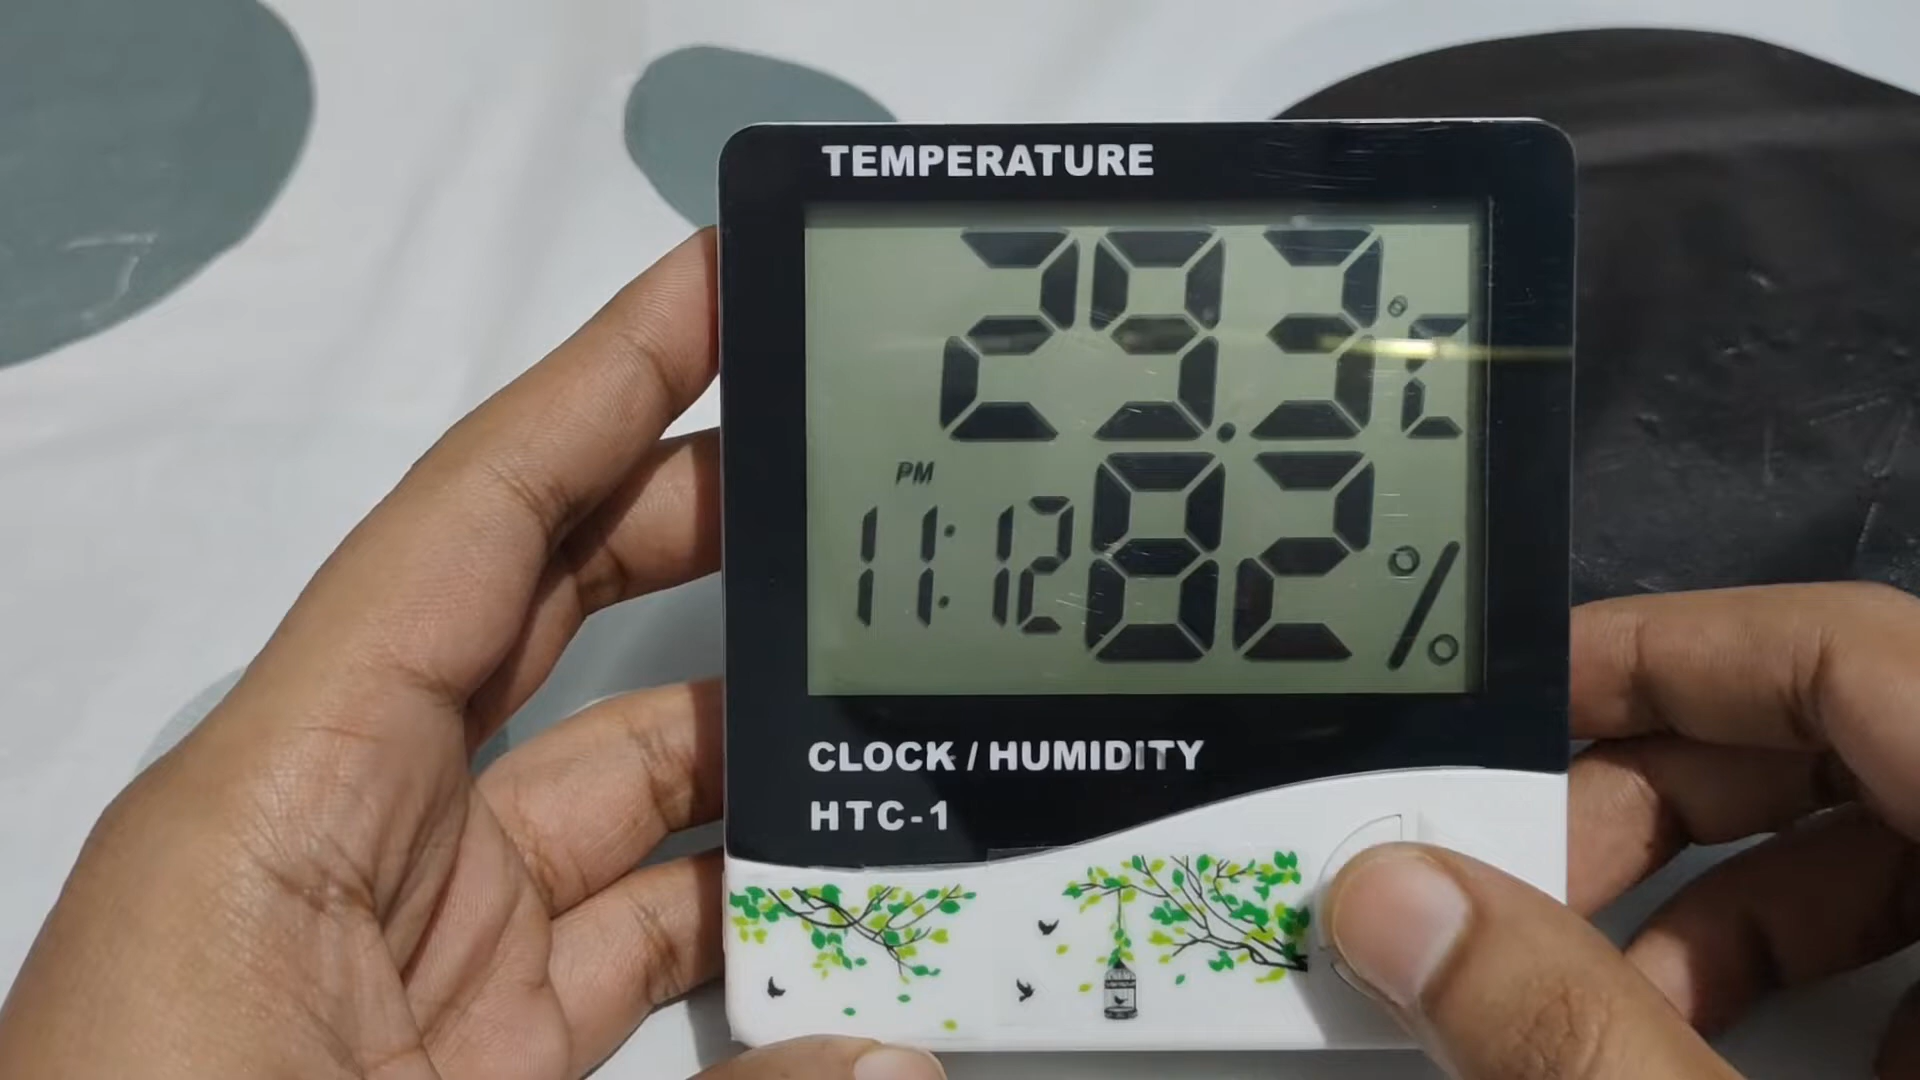 TEMPERATURE
29.3°C
PM
11:12 82%
CLOCK / HUMIDITY
HTC-1